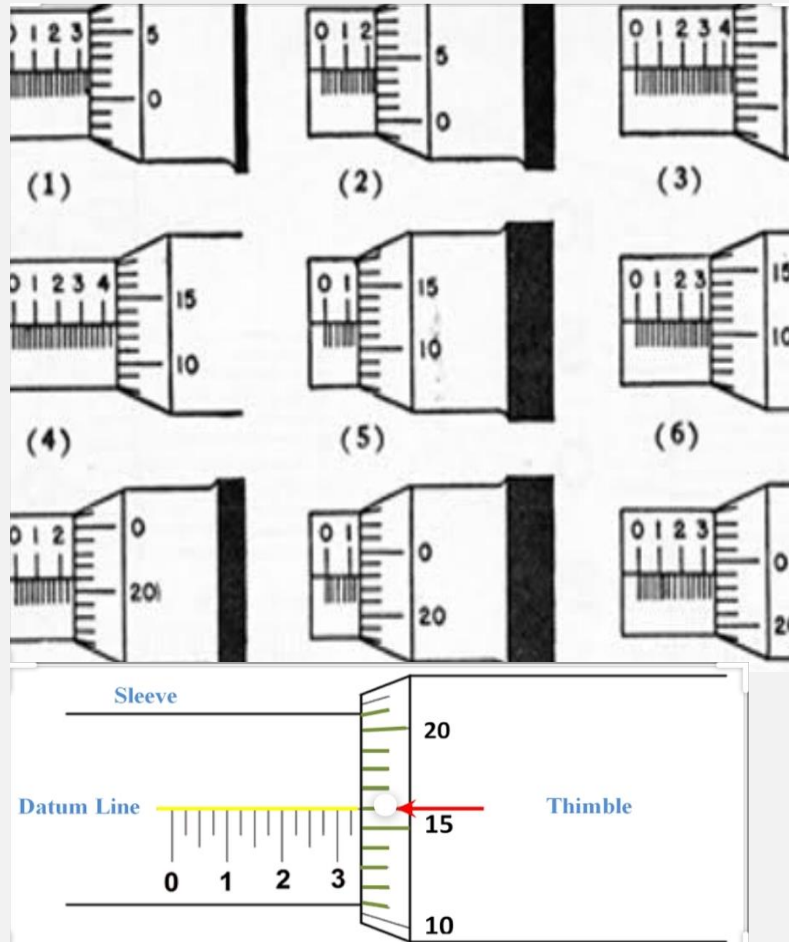 0 1 2 3 5 0
(1)
0 1 2 5 0
(2)
0 1 2 3 4
(3)
0 1 2 3 4 15 10
(4)
0 1 15 10
(5)
0 1 2 3 15 10
(6)
0 1 2 0 20
0 1 0 20
0 1 2 3 0 20
Sleeve
20
Datum Line
Thimble
15
0 1 2 3
10